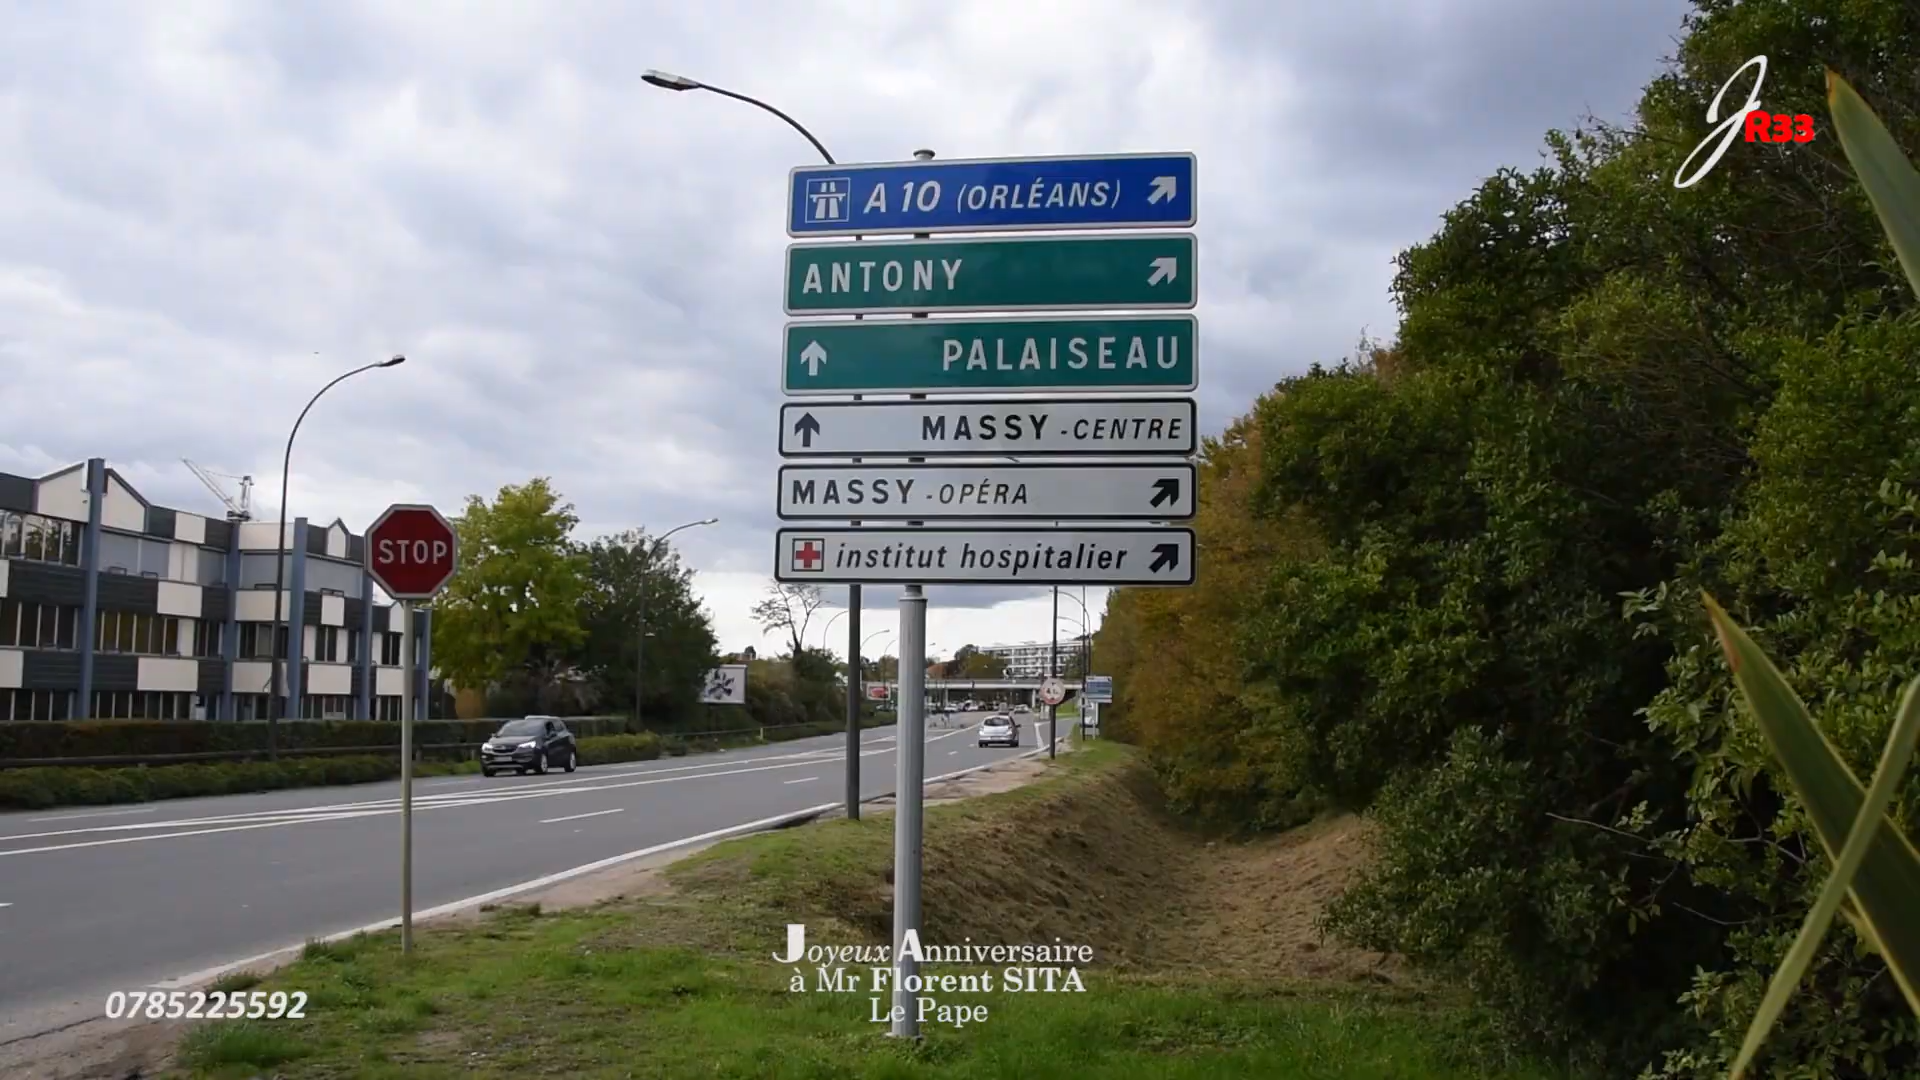 J R33
A 10 (ORLÉANS)
ANTONY
PALAISEAU
MASSY-CENTRE
MASSY-OPÉRA
institut hospitalier
STOP
Joyeux Anniversaire
à Mr Florent SITA
Le Pape
0785225592